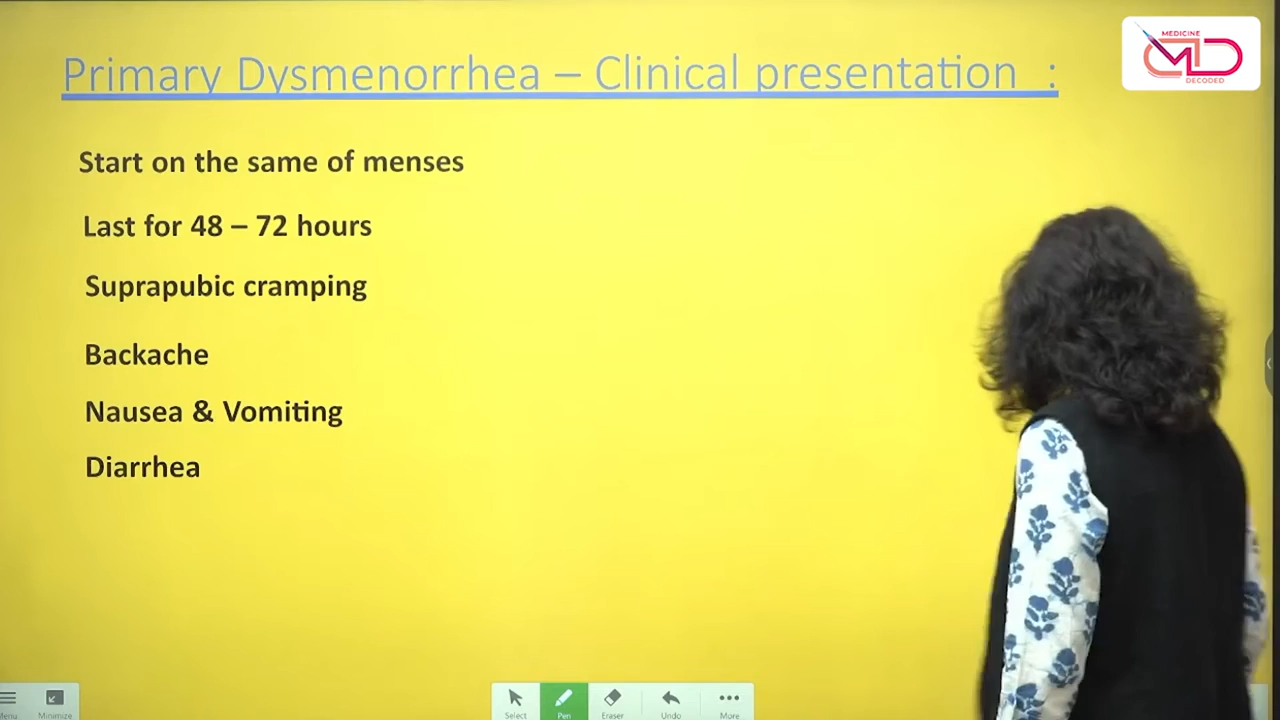 Primary Dysmenorrhea – Clinical presentation :
MEDICINE
MD
DECODED
Start on the same of menses
Last for 48 – 72 hours
Suprapubic cramping
Backache
Nausea & Vomiting
Diarrhea
Menu
Minimize
Select
Pen
Eraser
Undo
More